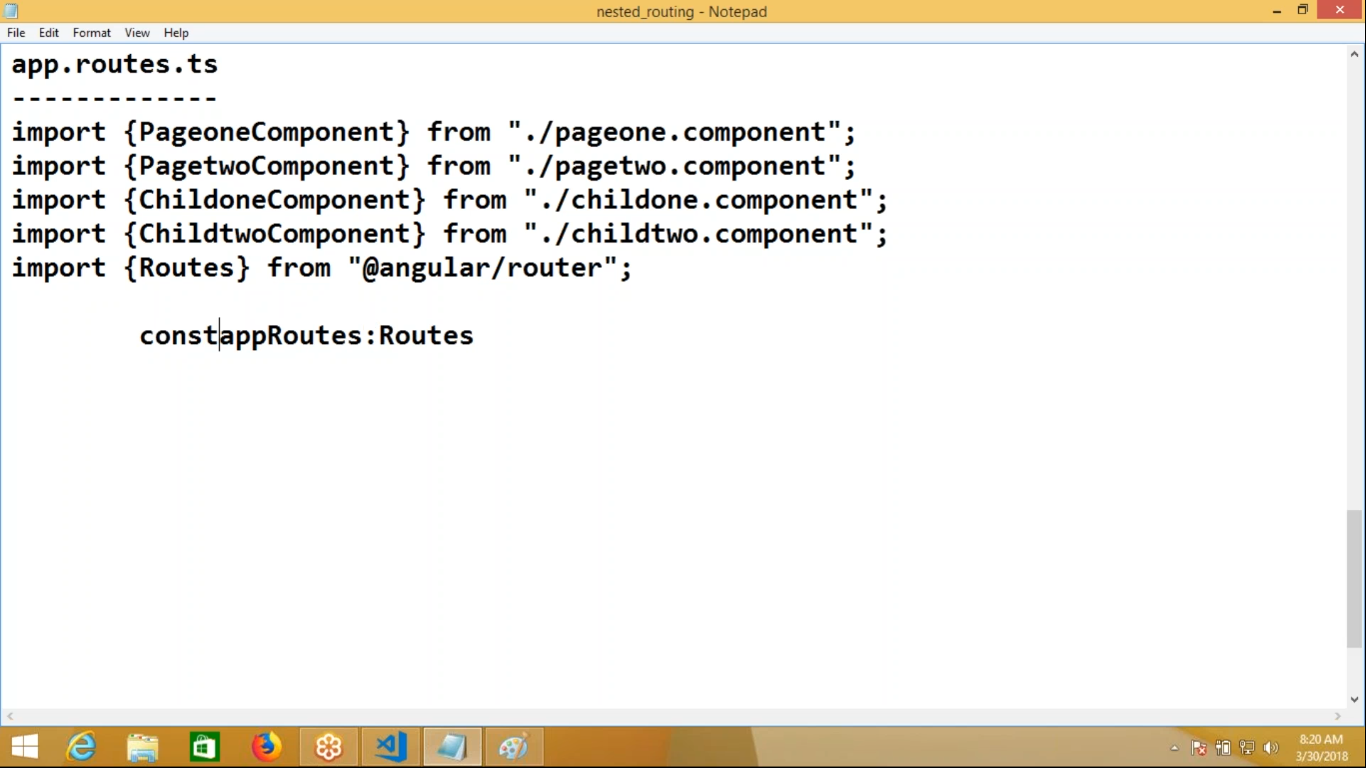 nested_routing - Notepad
File Edit Format View Help
app.routes.ts
-------------
import {PageoneComponent} from "./pageone.component";
import {PagetwoComponent} from "./pagetwo.component";
import {ChildoneComponent} from "./childone.component";
import {ChildtwoComponent} from "./childtwo.component";
import {Routes} from "@angular/router";
constappRoutes:Routes
8:20 AM
3/30/2018